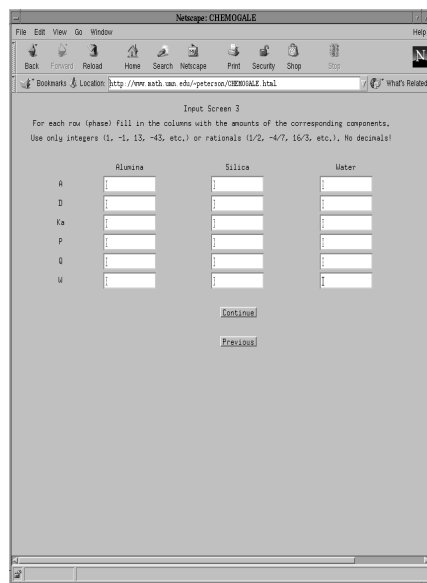 Netscape: CHEMOGALE
File Edit View Go Window Help
Back Forward Reload Home Search Netscape Print Security Shop Stop
N
Bookmarks Location: http://www.math.umn.edu/~peterson/CHEMOGALE.html What's Related
Input Screen 3
For each row (phase) fill in the columns with the amounts of the corresponding components.
Use only integers (1, -1, 13, -43, etc.) or rationals (1/2, -4/7, 16/3, etc.). No decimals!
Alumina Silica Water
A
D
Ka
P
Q
W
Continue
Previous